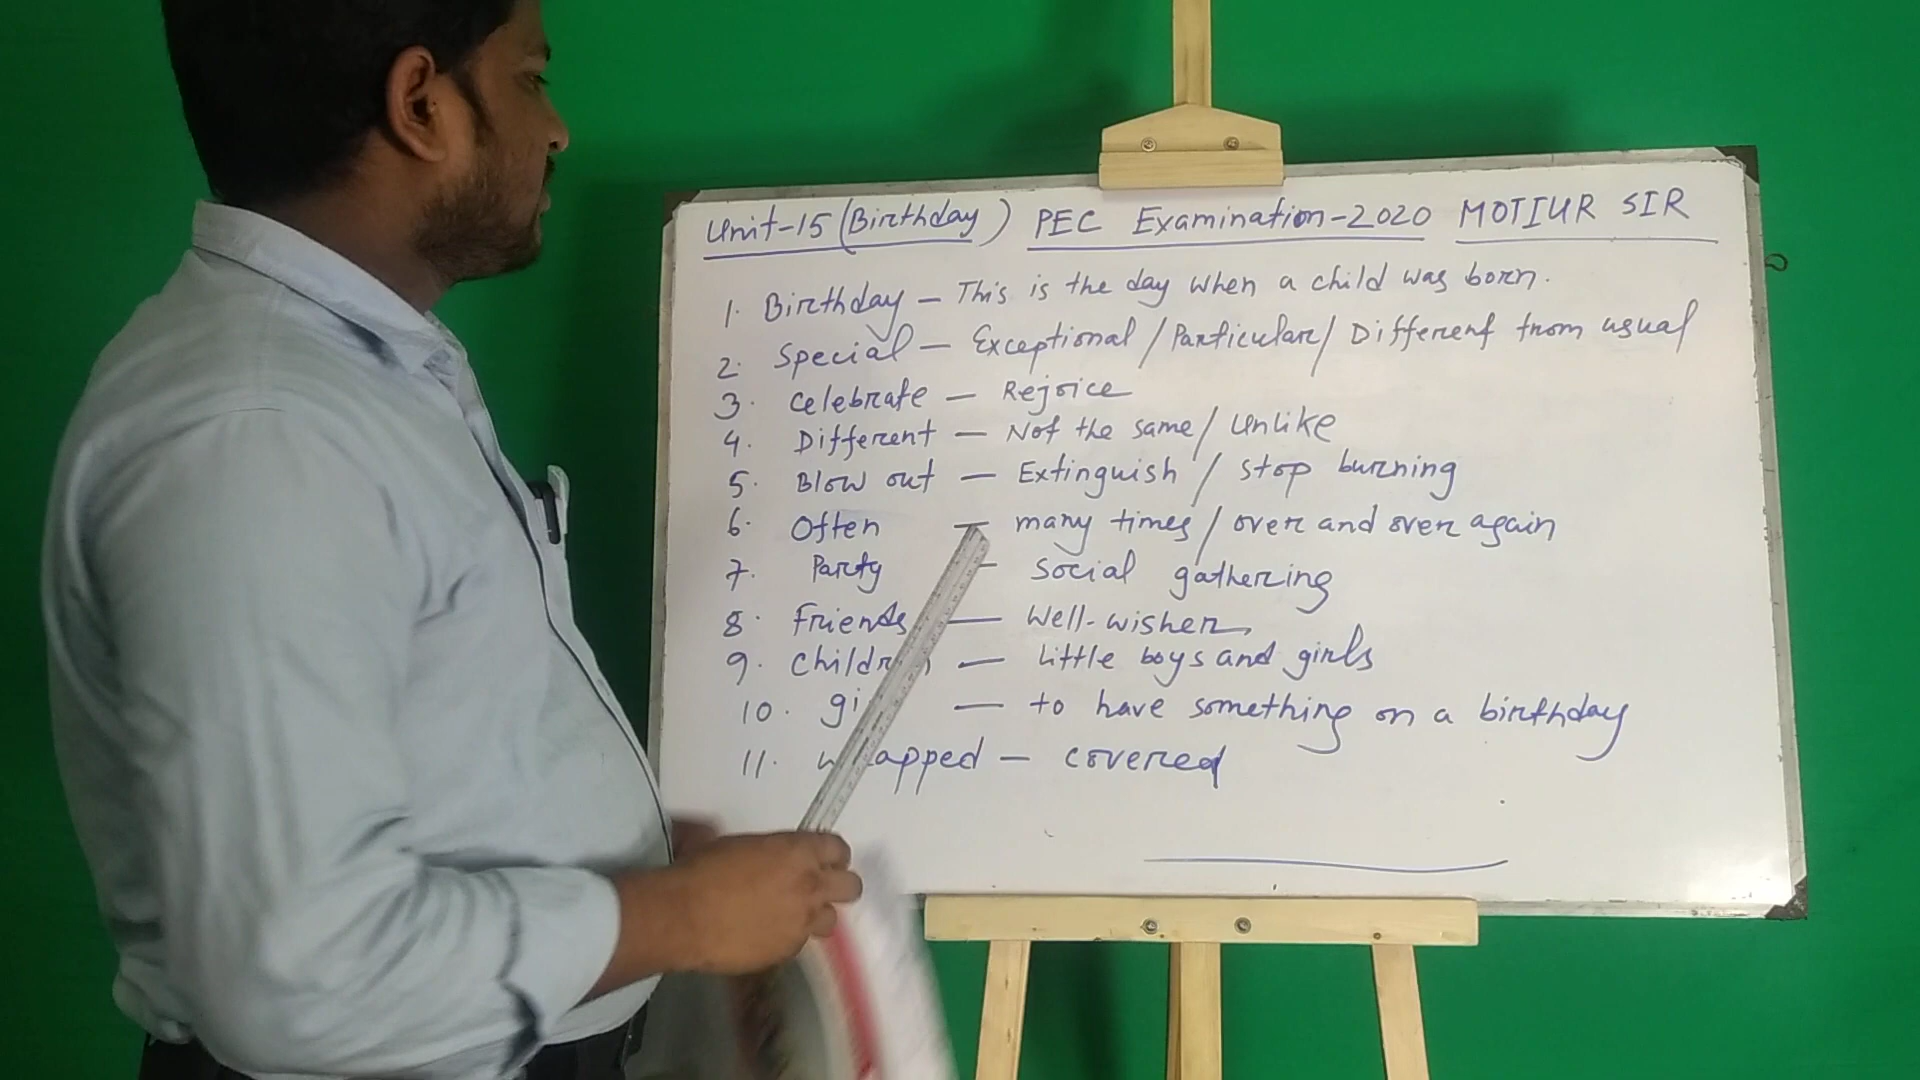 Unit-15 (Birthday) PEC Examination-2020 MOTIUR SIR
1. Birthday – This is the day when a child was born.
2. Special – Exceptional / Particular / Different from usual
3. Celebrate – Rejoice
4. Different – Not the same / Unlike
5. Blow out – Extinguish / Stop burning
6. Often – many times / over and over again
7. Party – Social gathering
8. Friends – Well-wisher
9. Children – Little boys and girls
10. – to have something on a birthday
11. Wrapped – covered